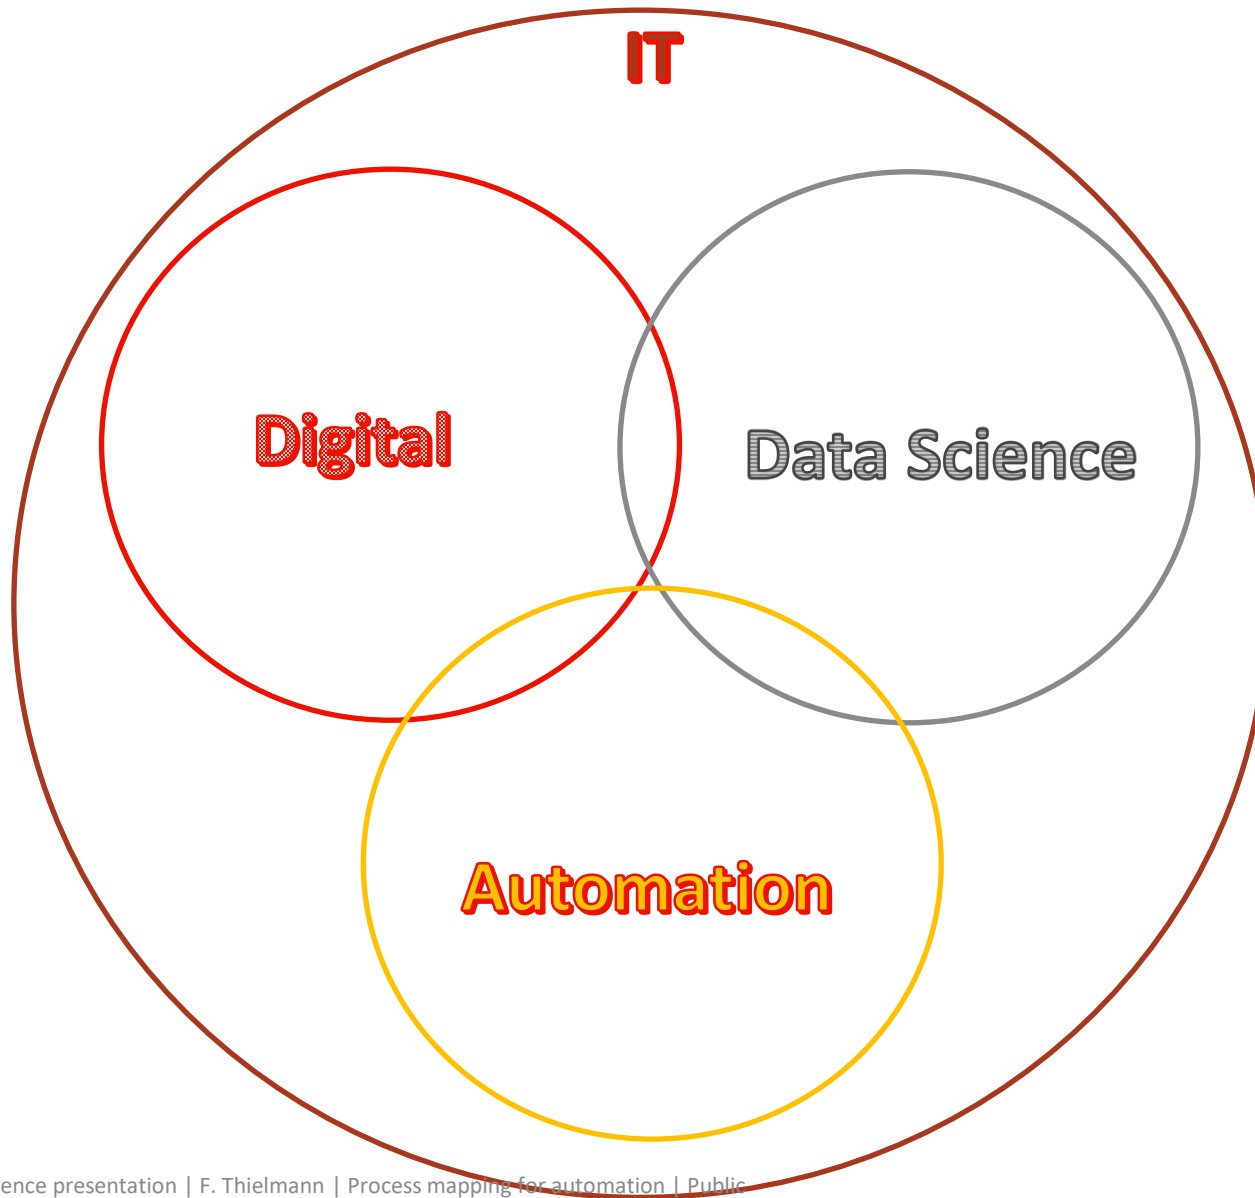 IT
Digital
Data Science
Automation
ence presentation | F. Thielmann | Process mapping for automation | Public